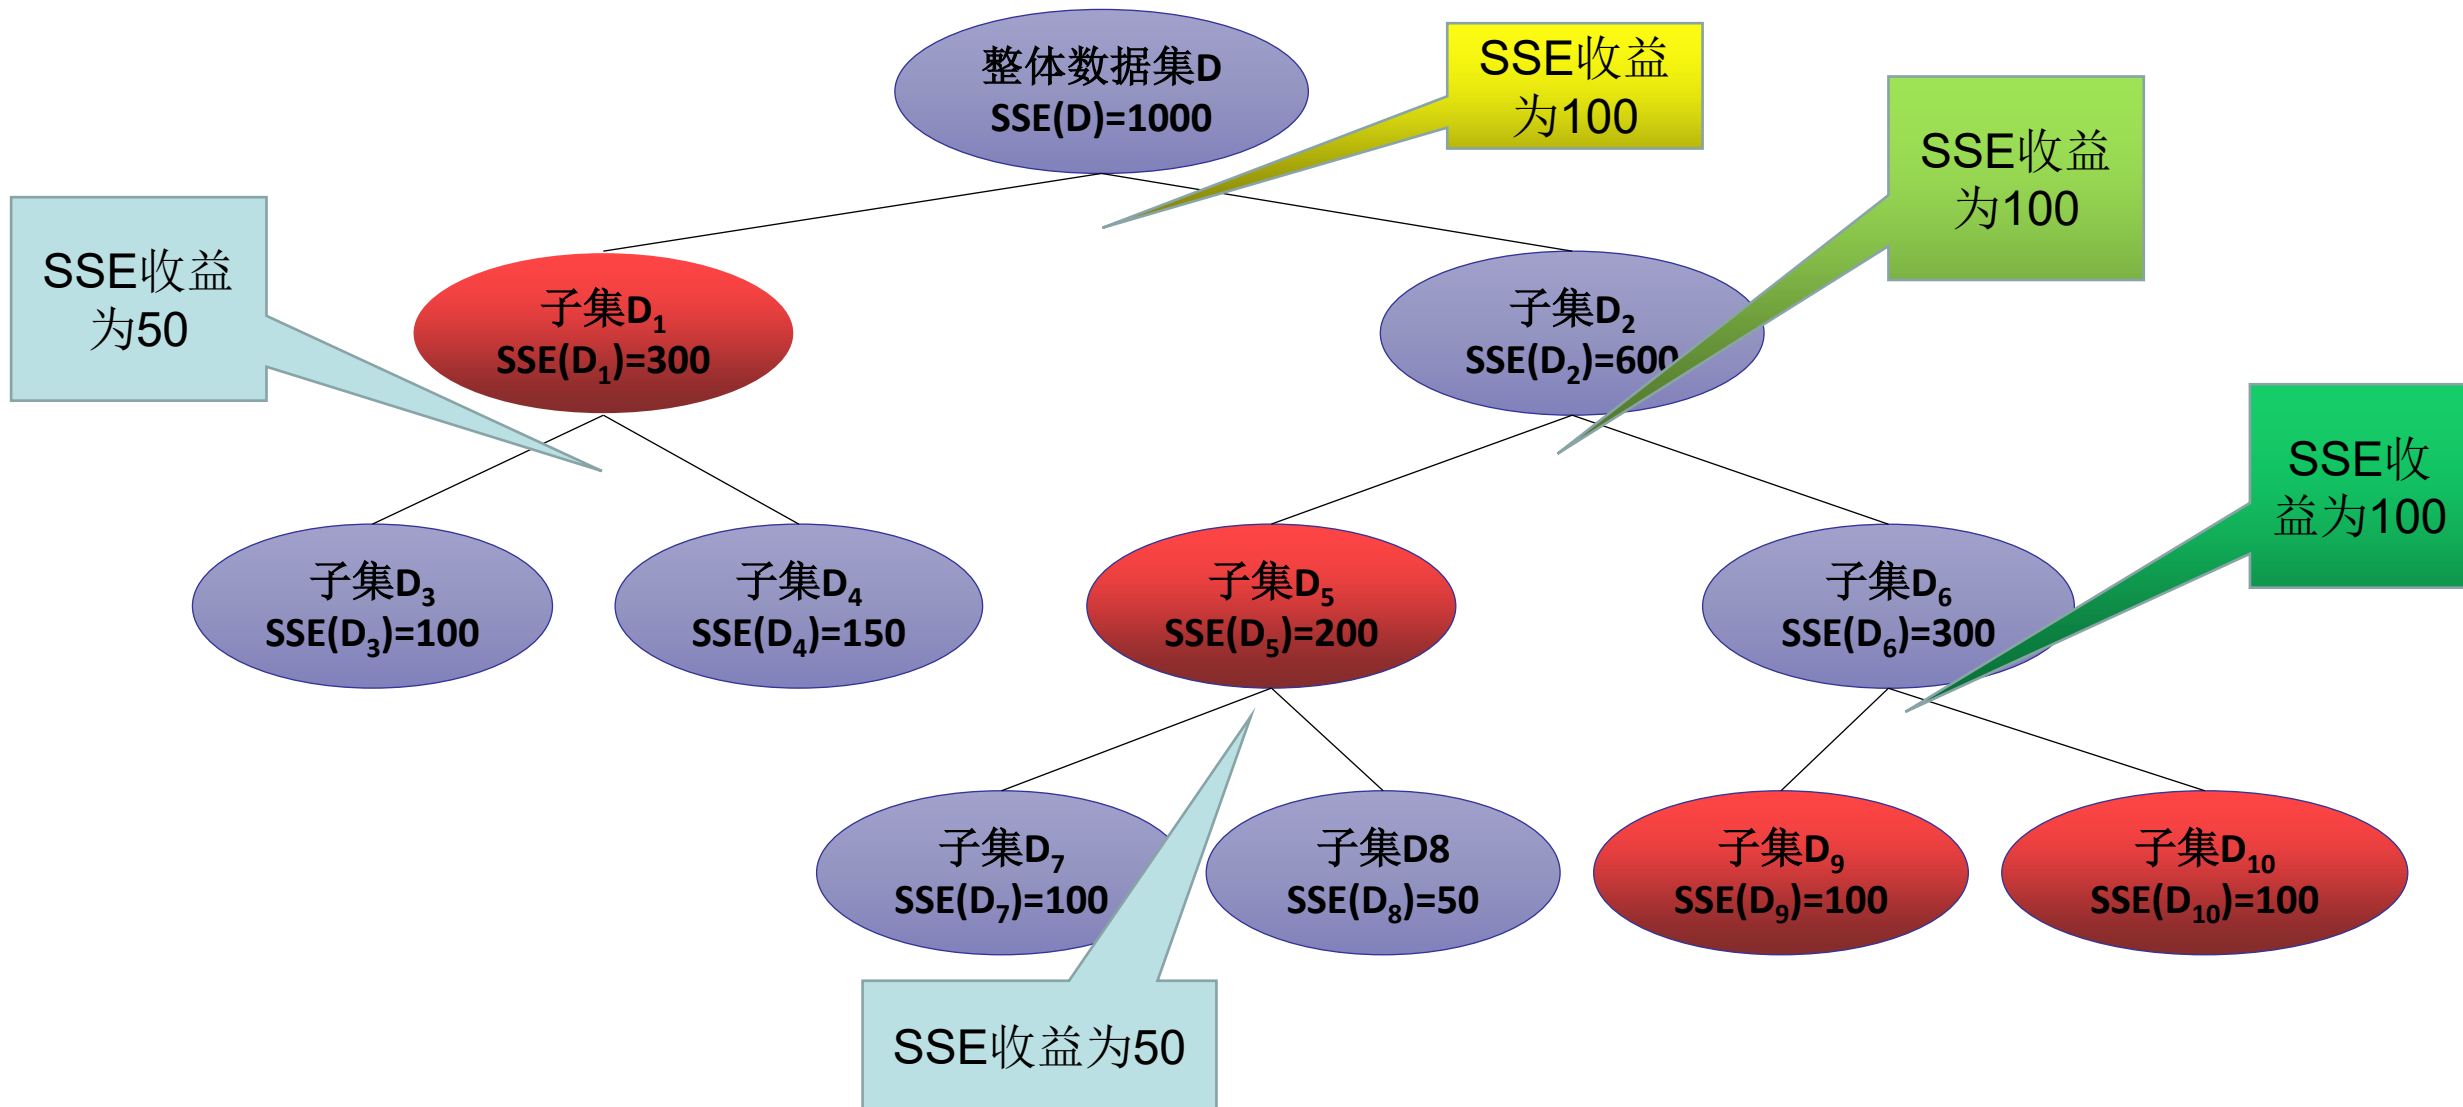 整体数据集D
SSE(D)=1000
SSE收益
为100
SSE收益
为100
SSE收益
为50
子集D₁
SSE(D₁)=300
子集D₂
SSE(D₂)=600
SSE收
益为100
子集D₃
SSE(D₃)=100
子集D₄
SSE(D₄)=150
子集D₅
SSE(D₅)=200
子集D₆
SSE(D₆)=300
子集D₇
SSE(D₇)=100
子集D8
SSE(D₈)=50
子集D₉
SSE(D₉)=100
子集D₁₀
SSE(D₁₀)=100
SSE收益为50